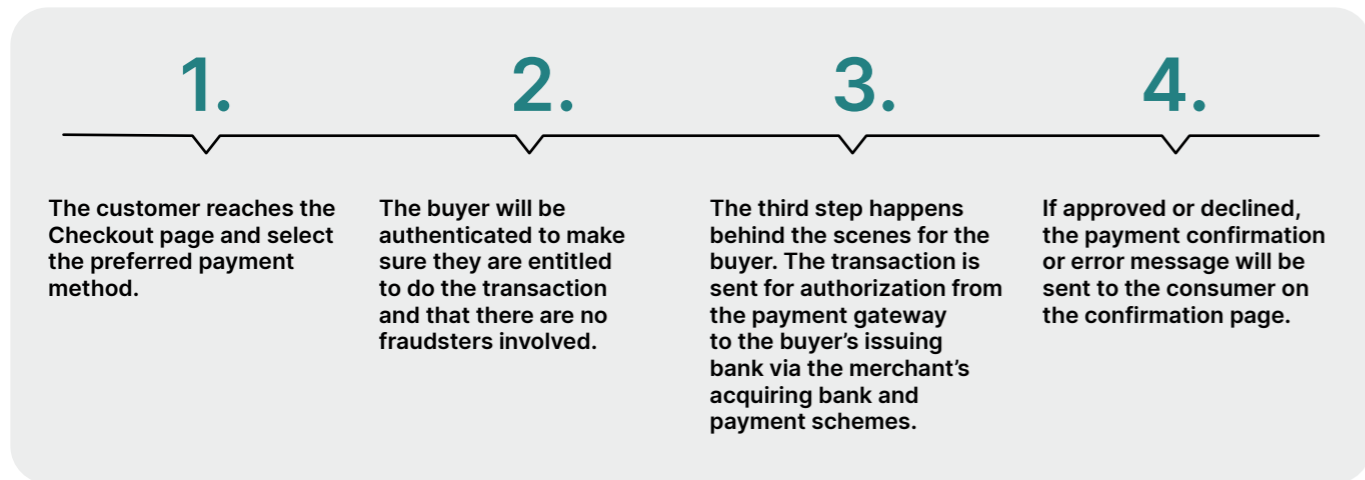 1.
The customer reaches the
Checkout page and select
the preferred payment
method.
2.
The buyer will be
authenticated to make
sure they are entitled
to do the transaction
and that there are no
fraudsters involved.
3.
The third step happens
behind the scenes for the
buyer. The transaction is
sent for authorization from
the payment gateway
to the buyer’s issuing
bank via the merchant’s
acquiring bank and
payment schemes.
4.
If approved or declined,
the payment confirmation
or error message will be
sent to the consumer on
the confirmation page.